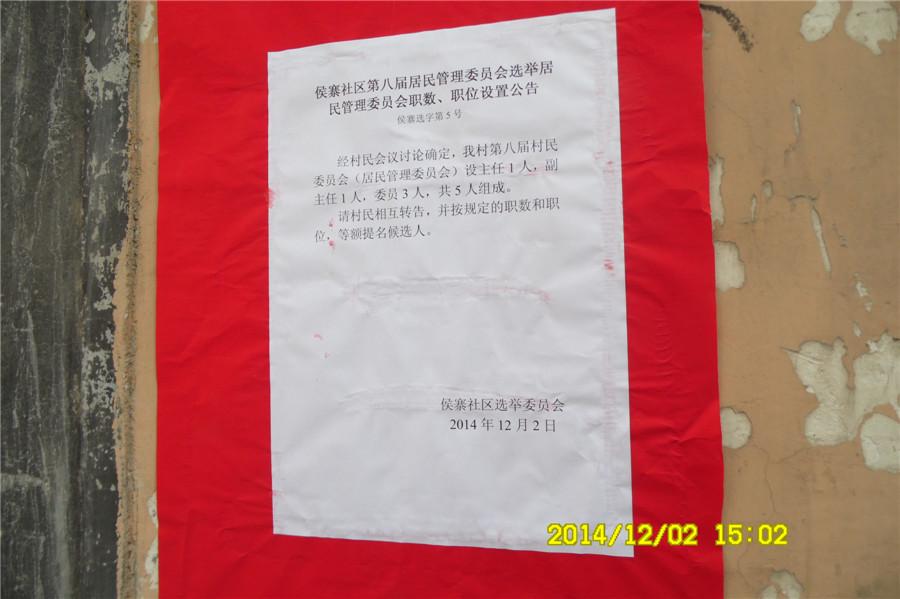 侯寨社区第八届居民管理委员会选举居
民管理委员会职数、职位设置公告
侯寨选字第5号
经村民会议讨论确定，我村第八届村民
委员会（居民管理委员会）设主任1人，副
主任1人，委员3人，共5人组成。
请村民相互转告，并按规定的职数和职
位，等额提名候选人。
侯寨社区选举委员会
2014年12月2日
2014/12/02 15:02